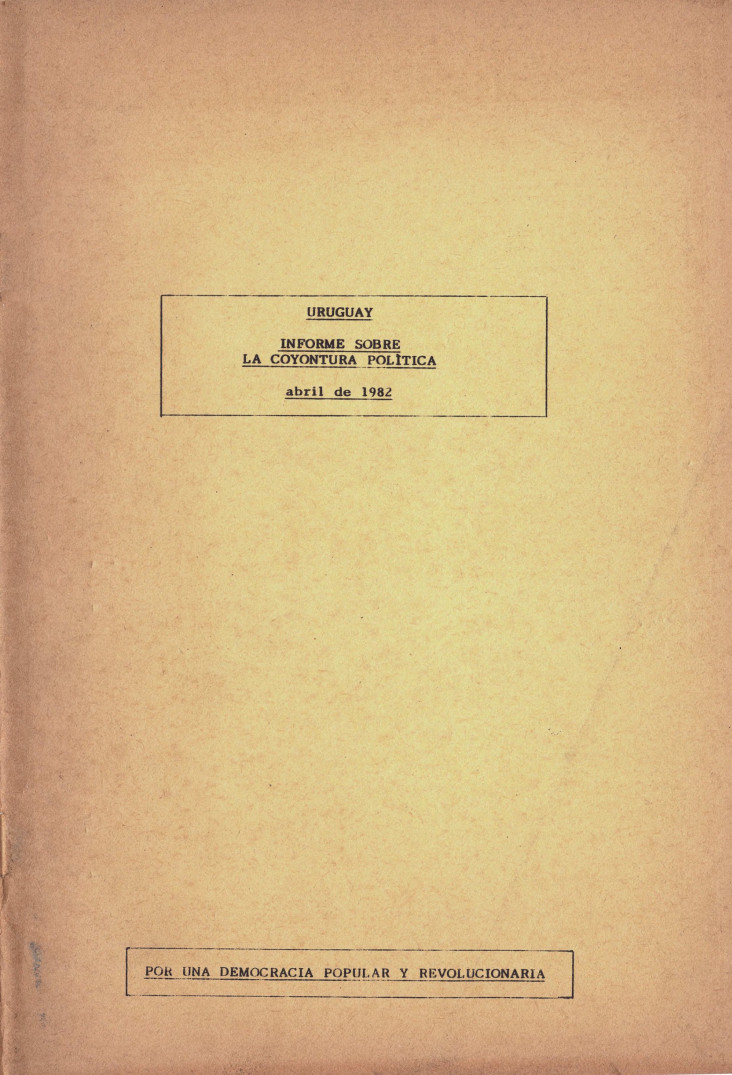 URUGUAY
INFORME SOBRE
LA COYONTURA POLÌTICA
abril de 1982
POR UNA DEMOCRACIA POPULAR Y REVOLUCIONARIA